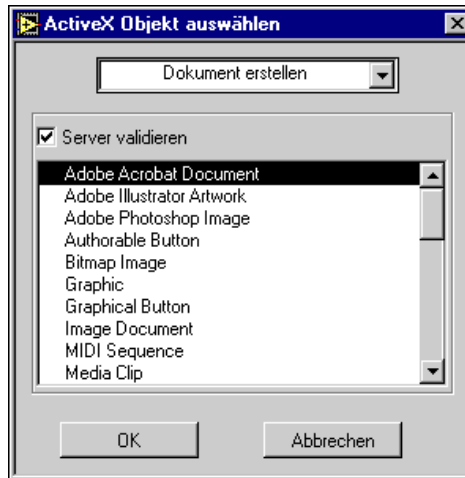 ActiveX Objekt auswählen
Dokument erstellen
Server validieren
Adobe Acrobat Document
Adobe Illustrator Artwork
Adobe Photoshop Image
Authorable Button
Bitmap Image
Graphic
Graphical Button
Image Document
MIDI Sequence
Media Clip
OK Abbrechen